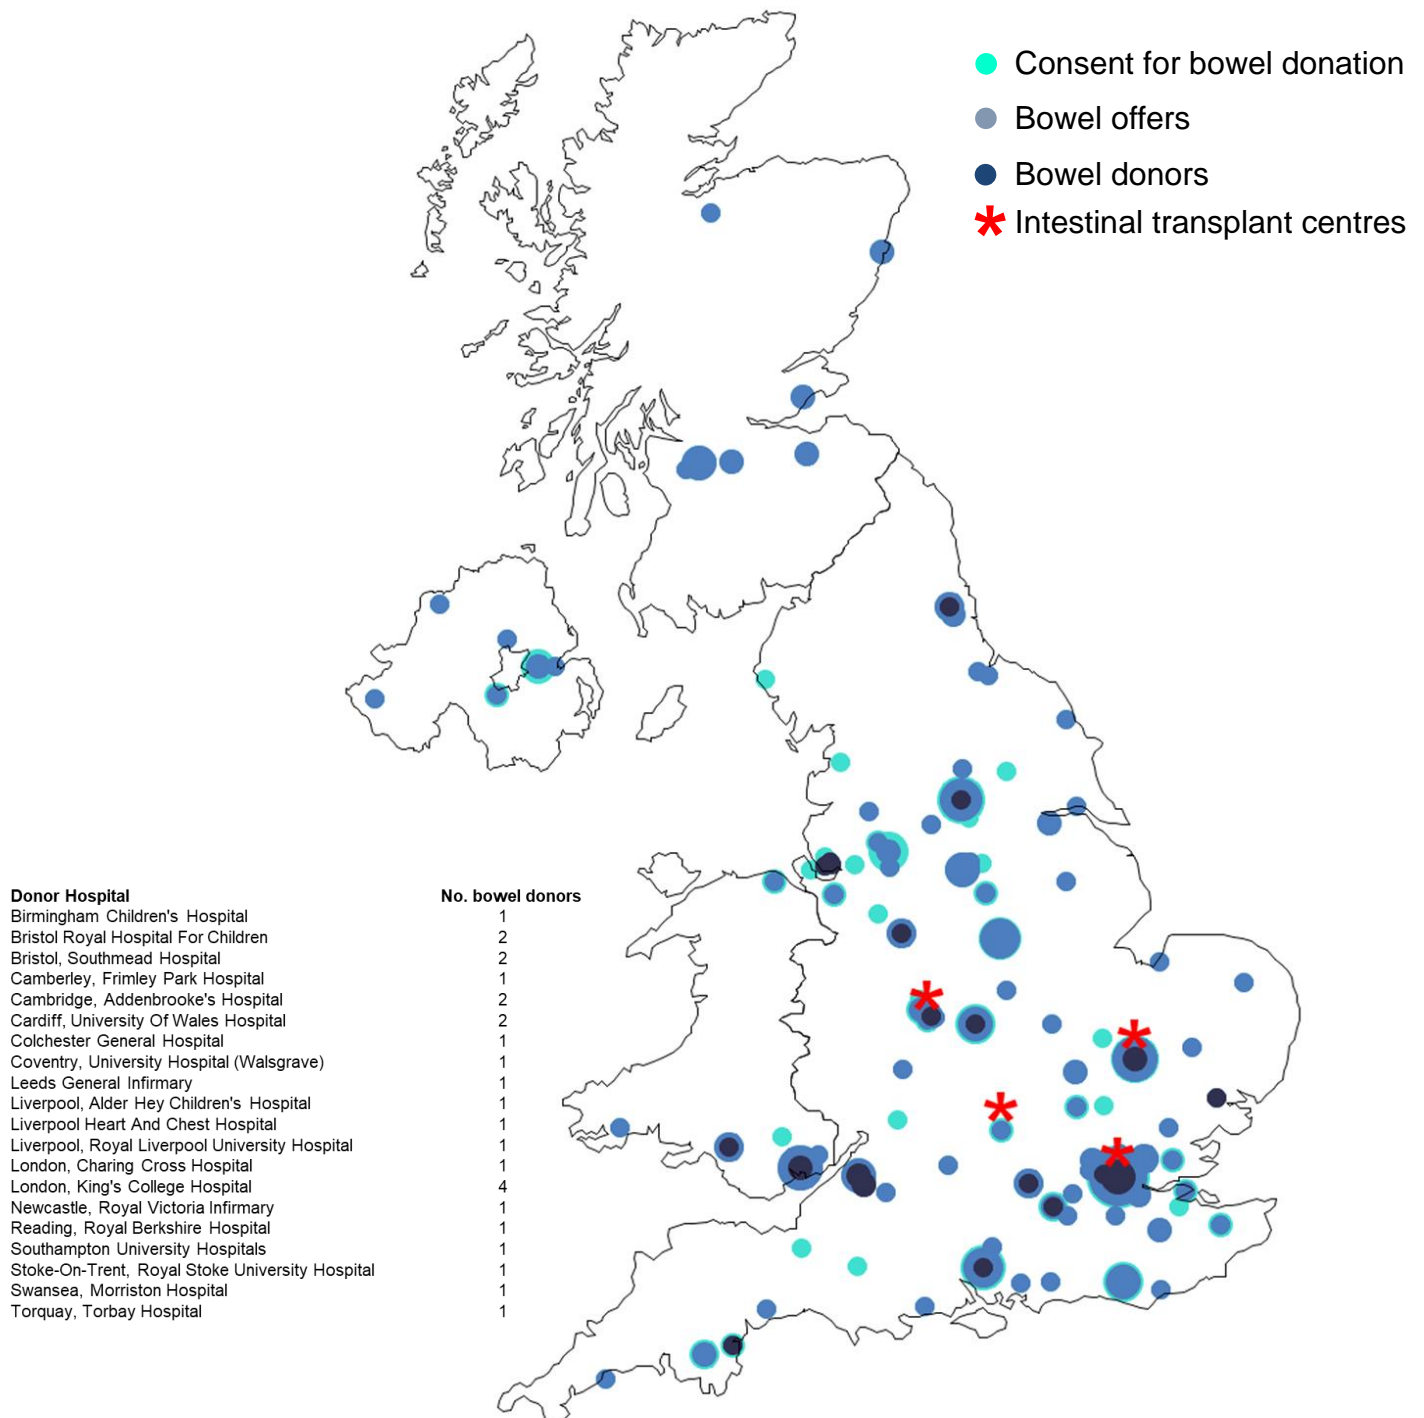 Consent for bowel donation
Bowel offers
Bowel donors
* Intestinal transplant centres
Donor Hospital No. bowel donors
Birmingham Children's Hospital 1
Bristol Royal Hospital For Children 2
Bristol, Southmead Hospital 2
Camberley, Frimley Park Hospital 1
Cambridge, Addenbrooke's Hospital 2
Cardiff, University Of Wales Hospital 2
Colchester General Hospital 1
Coventry, University Hospital (Walsgrave) 1
Leeds General Infirmary 1
Liverpool, Alder Hey Children's Hospital 1
Liverpool Heart And Chest Hospital 1
Liverpool, Royal Liverpool University Hospital 1
London, Charing Cross Hospital 1
London, King's College Hospital 4
Newcastle, Royal Victoria Infirmary 1
Reading, Royal Berkshire Hospital 1
Southampton University Hospitals 1
Stoke-On-Trent, Royal Stoke University Hospital 1
Swansea, Morriston Hospital 1
Torquay, Torbay Hospital 1